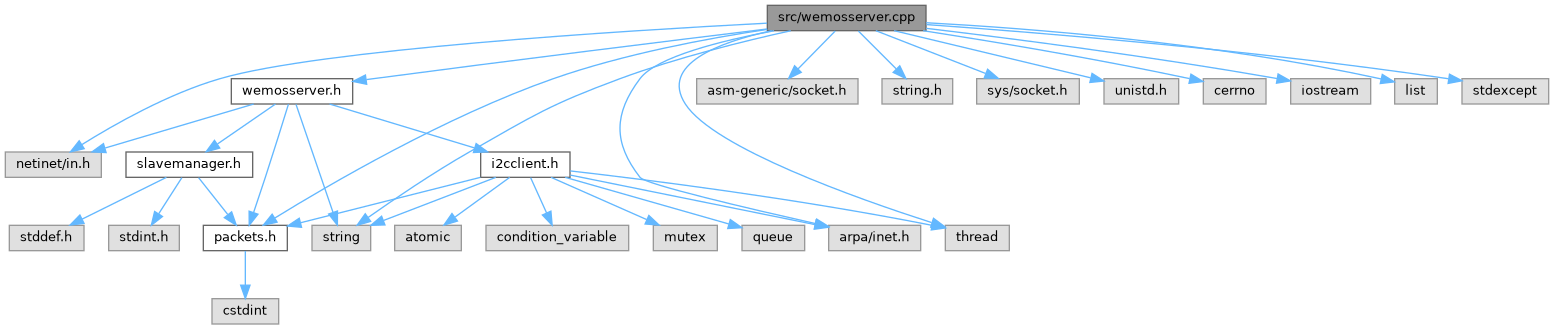 src/wemosserver.cpp
wemosserver.h
asm-generic/socket.h
string.h
sys/socket.h
unistd.h
cerrno
iostream
list
stdexcept
netinet/in.h
slavemanager.h
i2cclient.h
stddef.h
stdint.h
packets.h
string
atomic
condition_variable
mutex
queue
arpa/inet.h
thread
cstdint